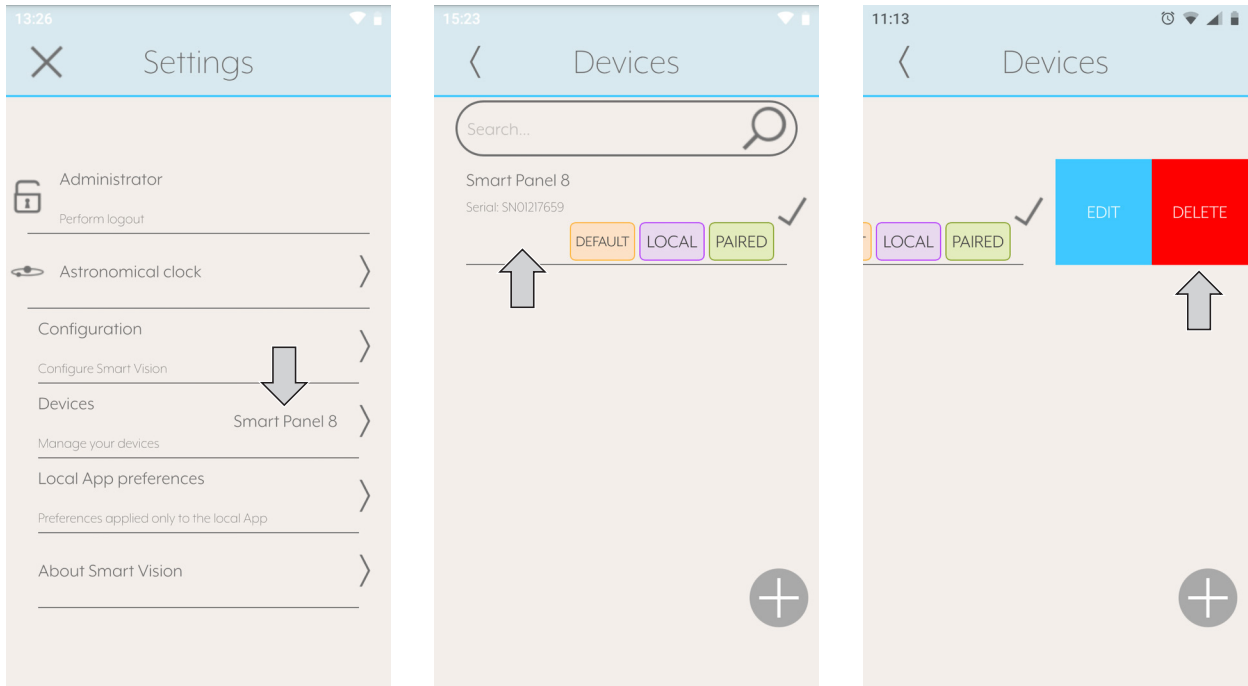 13:26
Settings
Administrator
Perform logout
Astronomical clock
Configuration
Configure Smart Vision
Devices
Smart Panel 8
Manage your devices
Local App preferences
Preferences applied only to the local App
About Smart Vision
15:23
Devices
Search...
Smart Panel 8
Serial: SN01217659
DEFAULT LOCAL PAIRED
11:13
Devices
EDIT DELETE
T LOCAL PAIRED